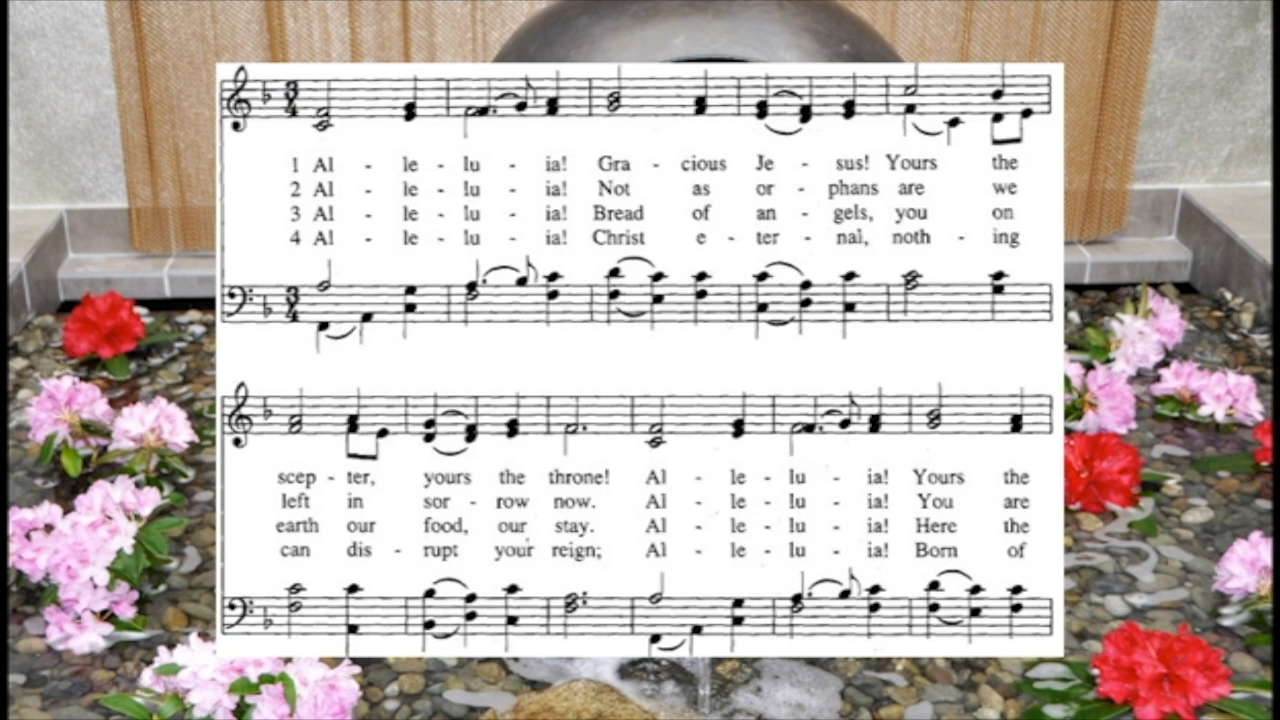 3 4
1 Al - le - lu - ia! Gra - cious Je - sus! Yours the
2 Al - le - lu - ia! Not as or - phans are we
3 Al - le - lu - ia! Bread of an - gels, you on
4 Al - le - lu - ia! Christ e - ter - nal, noth - ing
3 4
scep - ter, yours the throne! Al - le - lu - ia! Yours the
left in sor - row now. Al - le - lu - ia! You are
earth our food, our stay. Al - le - lu - ia! Here the
can dis - rupt your reign; Al - le - lu - ia! Born of